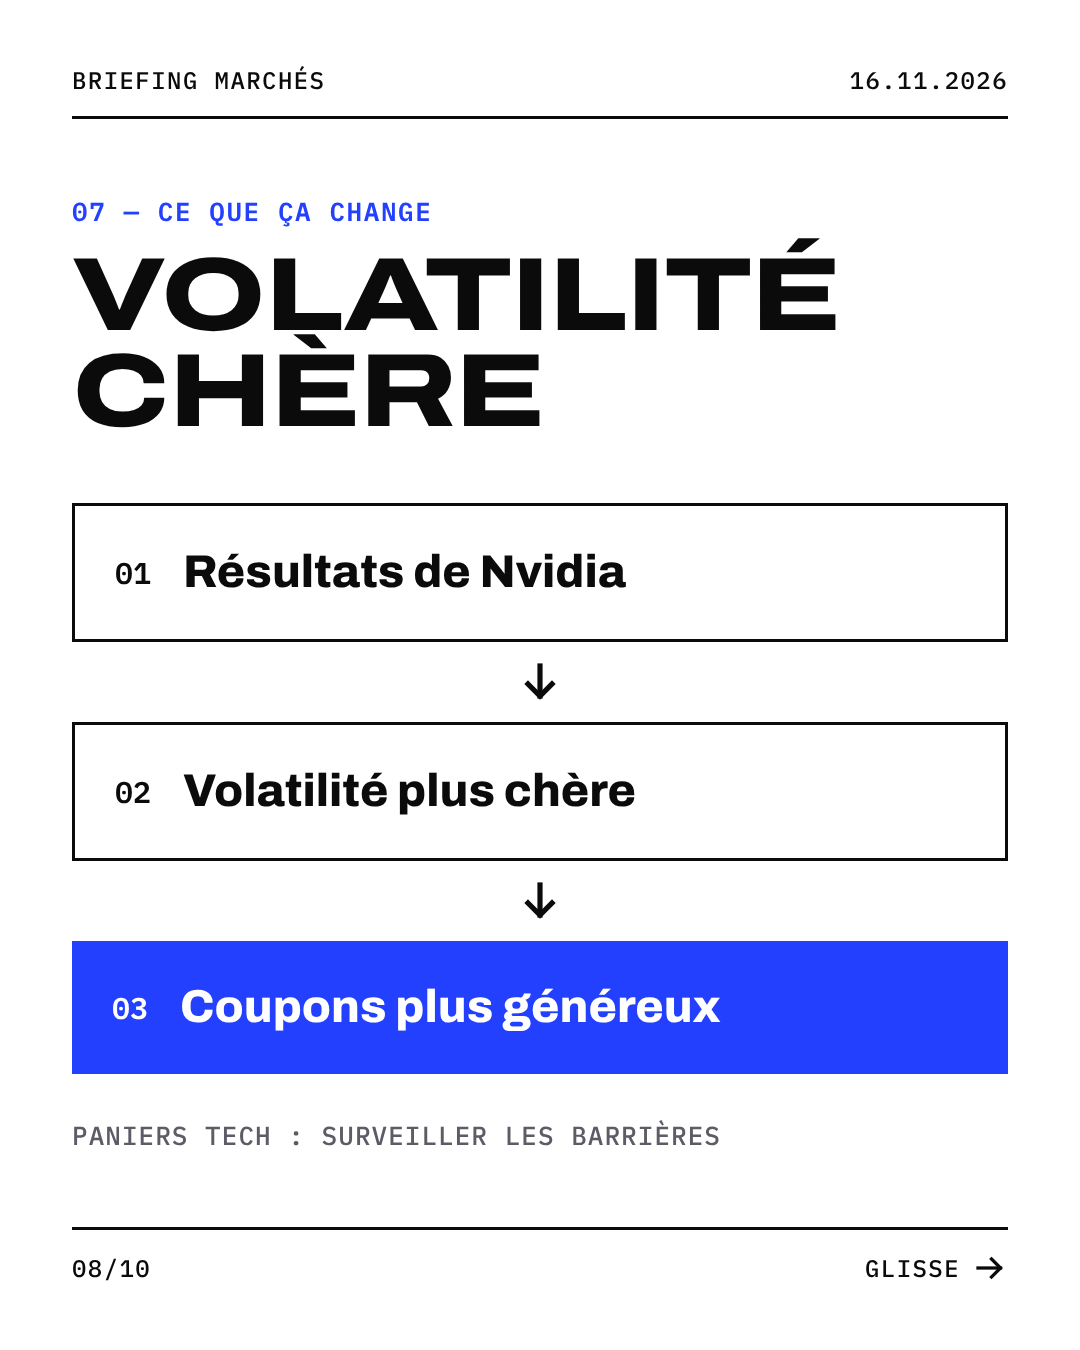 BRIEFING MARCHÉS 16.11.2026
07 — CE QUE ÇA CHANGE
VOLATILITÉ
CHÈRE
01 Résultats de Nvidia
↓
02 Volatilité plus chère
↓
03 Coupons plus généreux
PANIERS TECH : SURVEILLER LES BARRIÈRES
08/10 GLISSE →